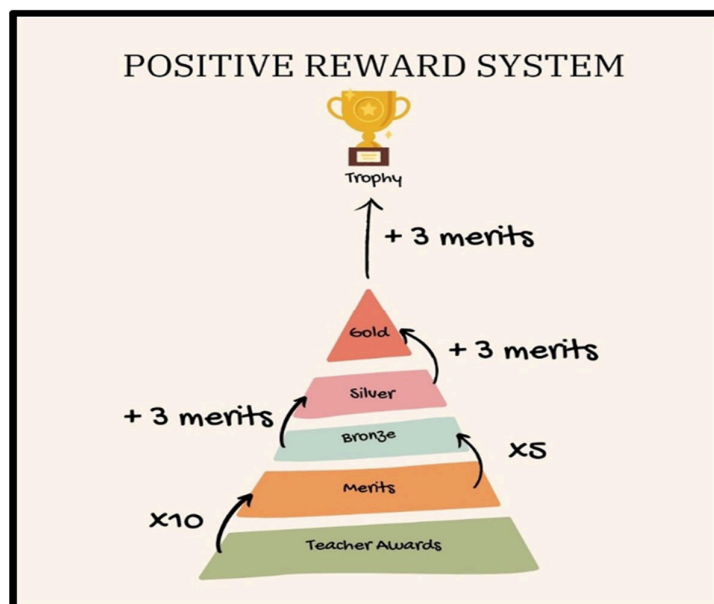 POSITIVE REWARD SYSTEM
Trophy
+ 3 merits
Gold
+ 3 merits
Silver
+ 3 merits
Bronze
x5
Merits
x10
Teacher Awards